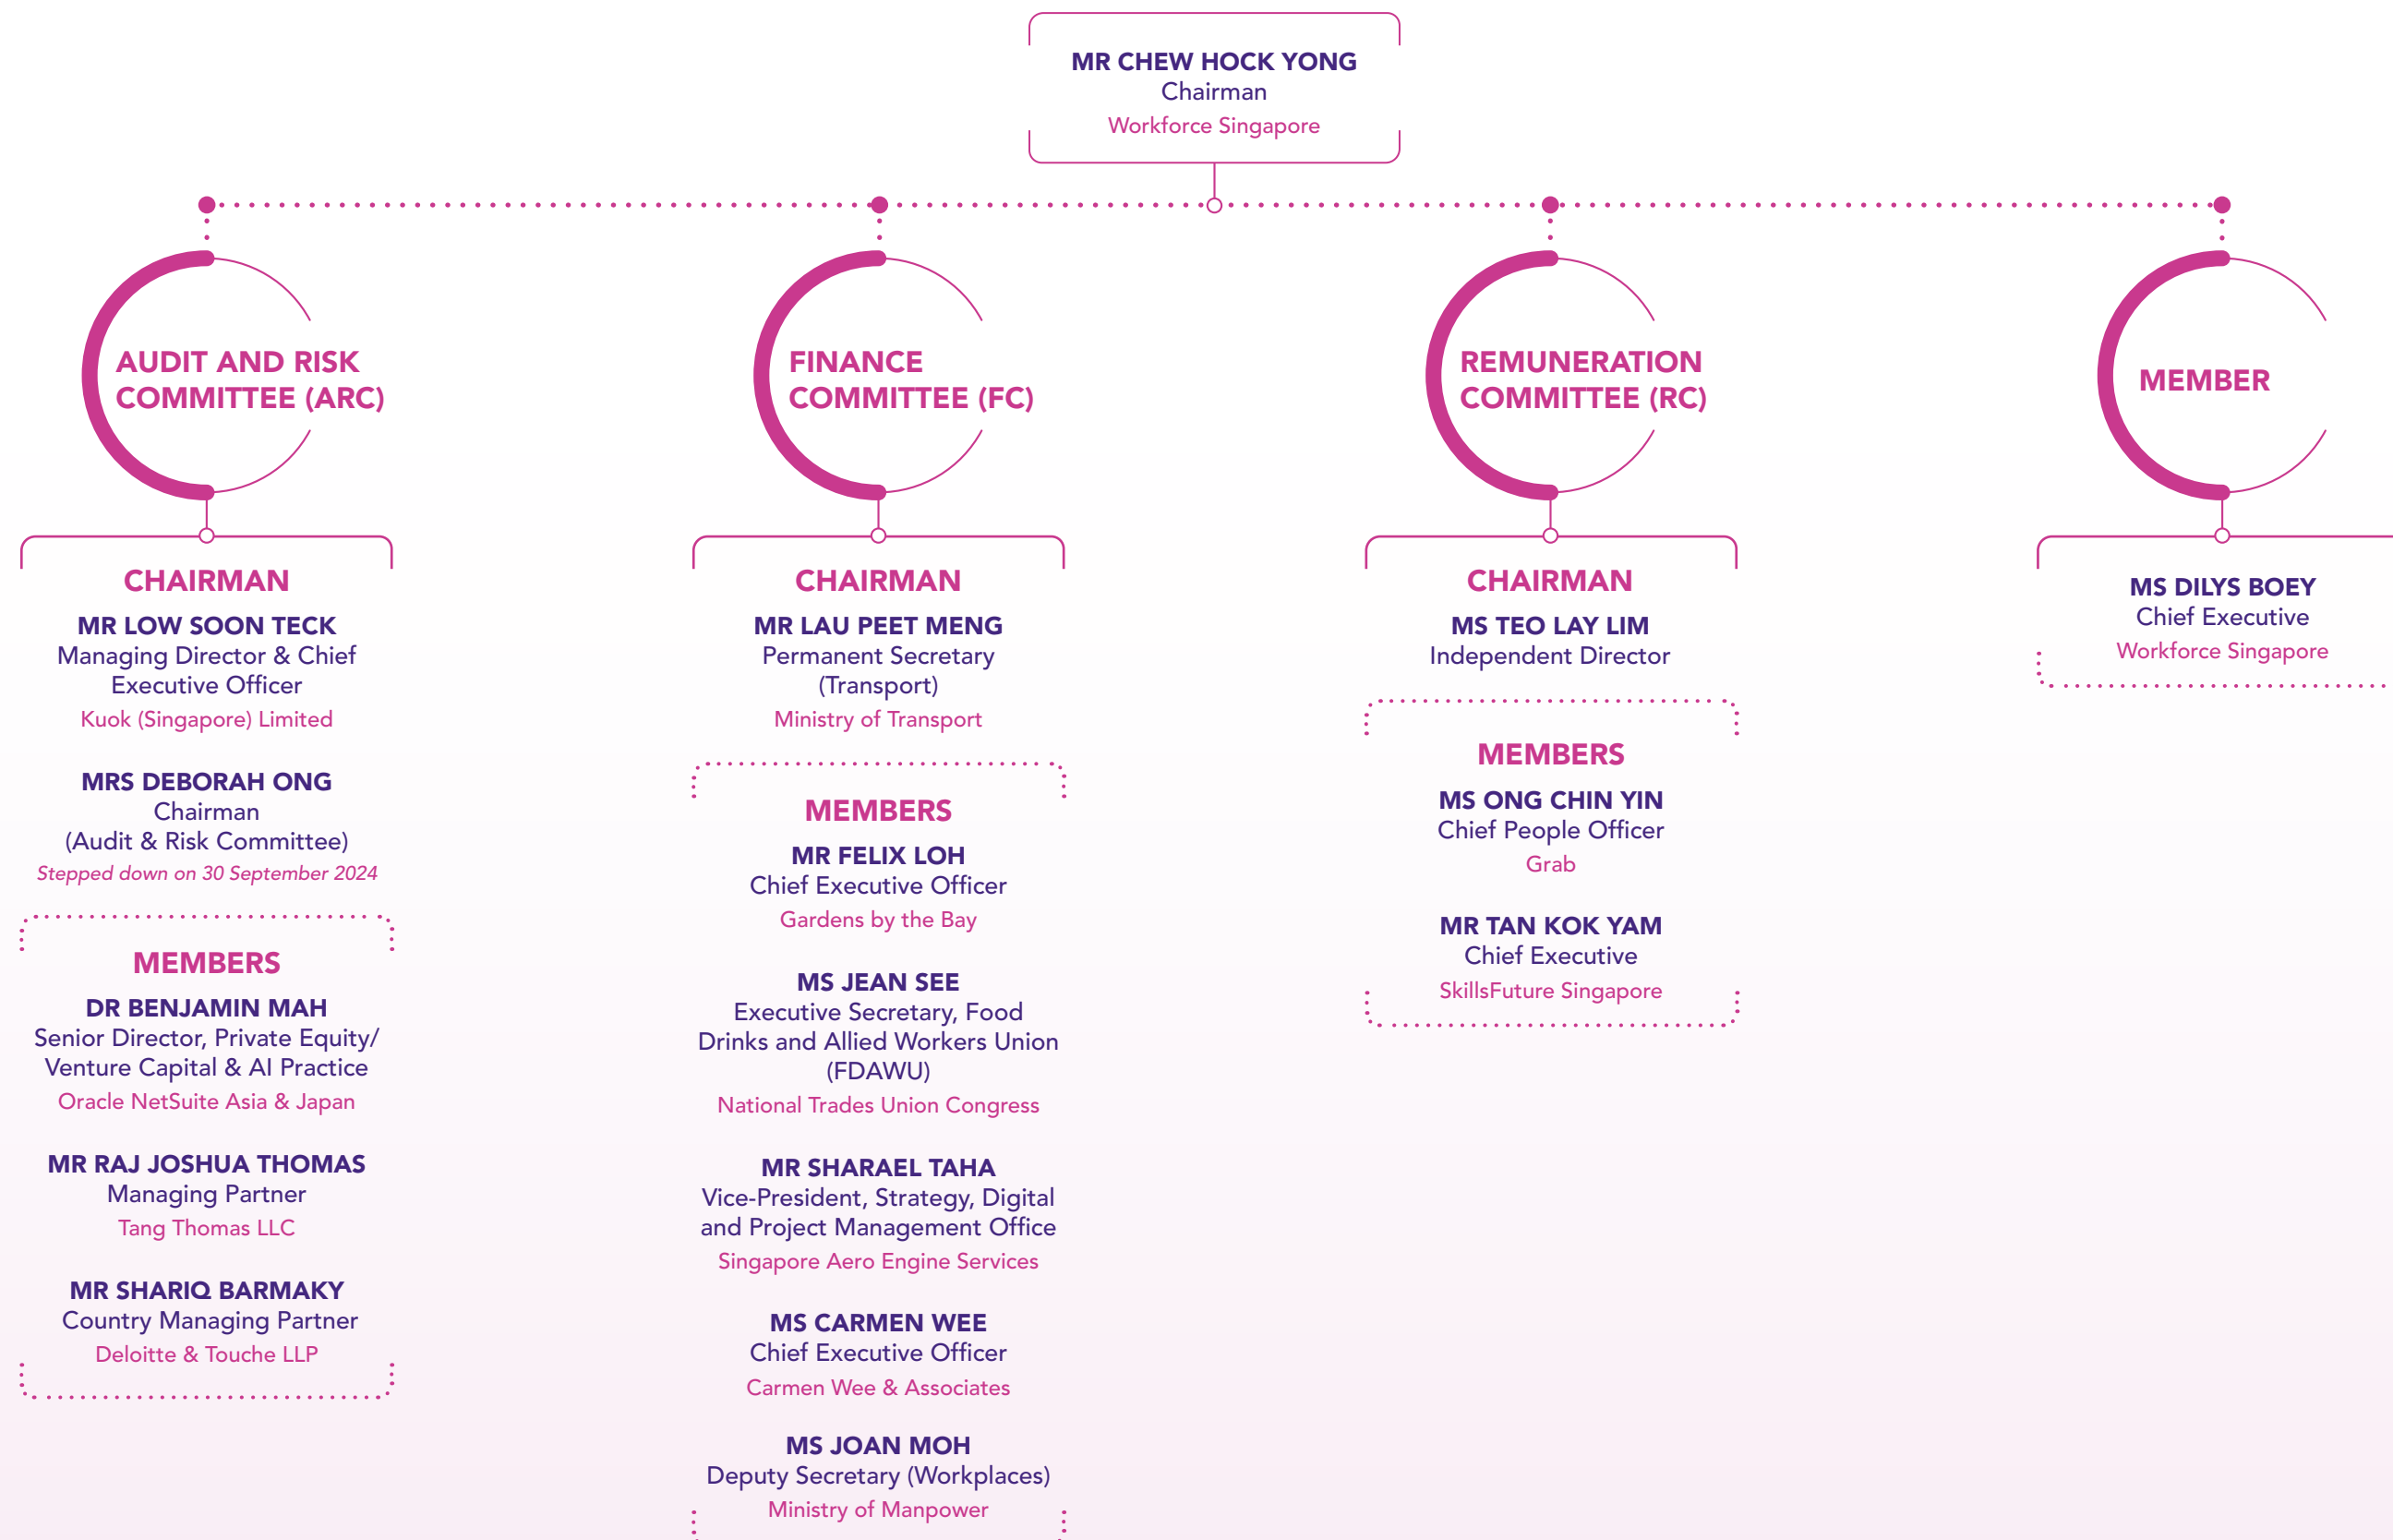 MR CHEW HOCK YONG
Chairman
Workforce Singapore
AUDIT AND RISK
COMMITTEE (ARC)
CHAIRMAN
MR LOW SOON TECK
Managing Director & Chief
Executive Officer
Kuok (Singapore) Limited
MRS DEBORAH ONG
Chairman
(Audit & Risk Committee)
Stepped down on 30 September 2024
MEMBERS
DR BENJAMIN MAH
Senior Director, Private Equity/
Venture Capital & AI Practice
Oracle NetSuite Asia & Japan
MR RAJ JOSHUA THOMAS
Managing Partner
Tang Thomas LLC
MR SHARIQ BARMAKY
Country Managing Partner
Deloitte & Touche LLP
FINANCE
COMMITTEE (FC)
CHAIRMAN
MR LAU PEET MENG
Permanent Secretary
(Transport)
Ministry of Transport
MEMBERS
MR FELIX LOH
Chief Executive Officer
Gardens by the Bay
MS JEAN SEE
Executive Secretary, Food
Drinks and Allied Workers Union
(FDAWU)
National Trades Union Congress
MR SHARAEL TAHA
Vice-President, Strategy, Digital
and Project Management Office
Singapore Aero Engine Services
MS CARMEN WEE
Chief Executive Officer
Carmen Wee & Associates
MS JOAN MOH
Deputy Secretary (Workplaces)
Ministry of Manpower
REMUNERATION
COMMITTEE (RC)
CHAIRMAN
MS TEO LAY LIM
Independent Director
MEMBERS
MS ONG CHIN YIN
Chief People Officer
Grab
MR TAN KOK YAM
Chief Executive
SkillsFuture Singapore
MEMBER
MS DILYS BOEY
Chief Executive
Workforce Singapore